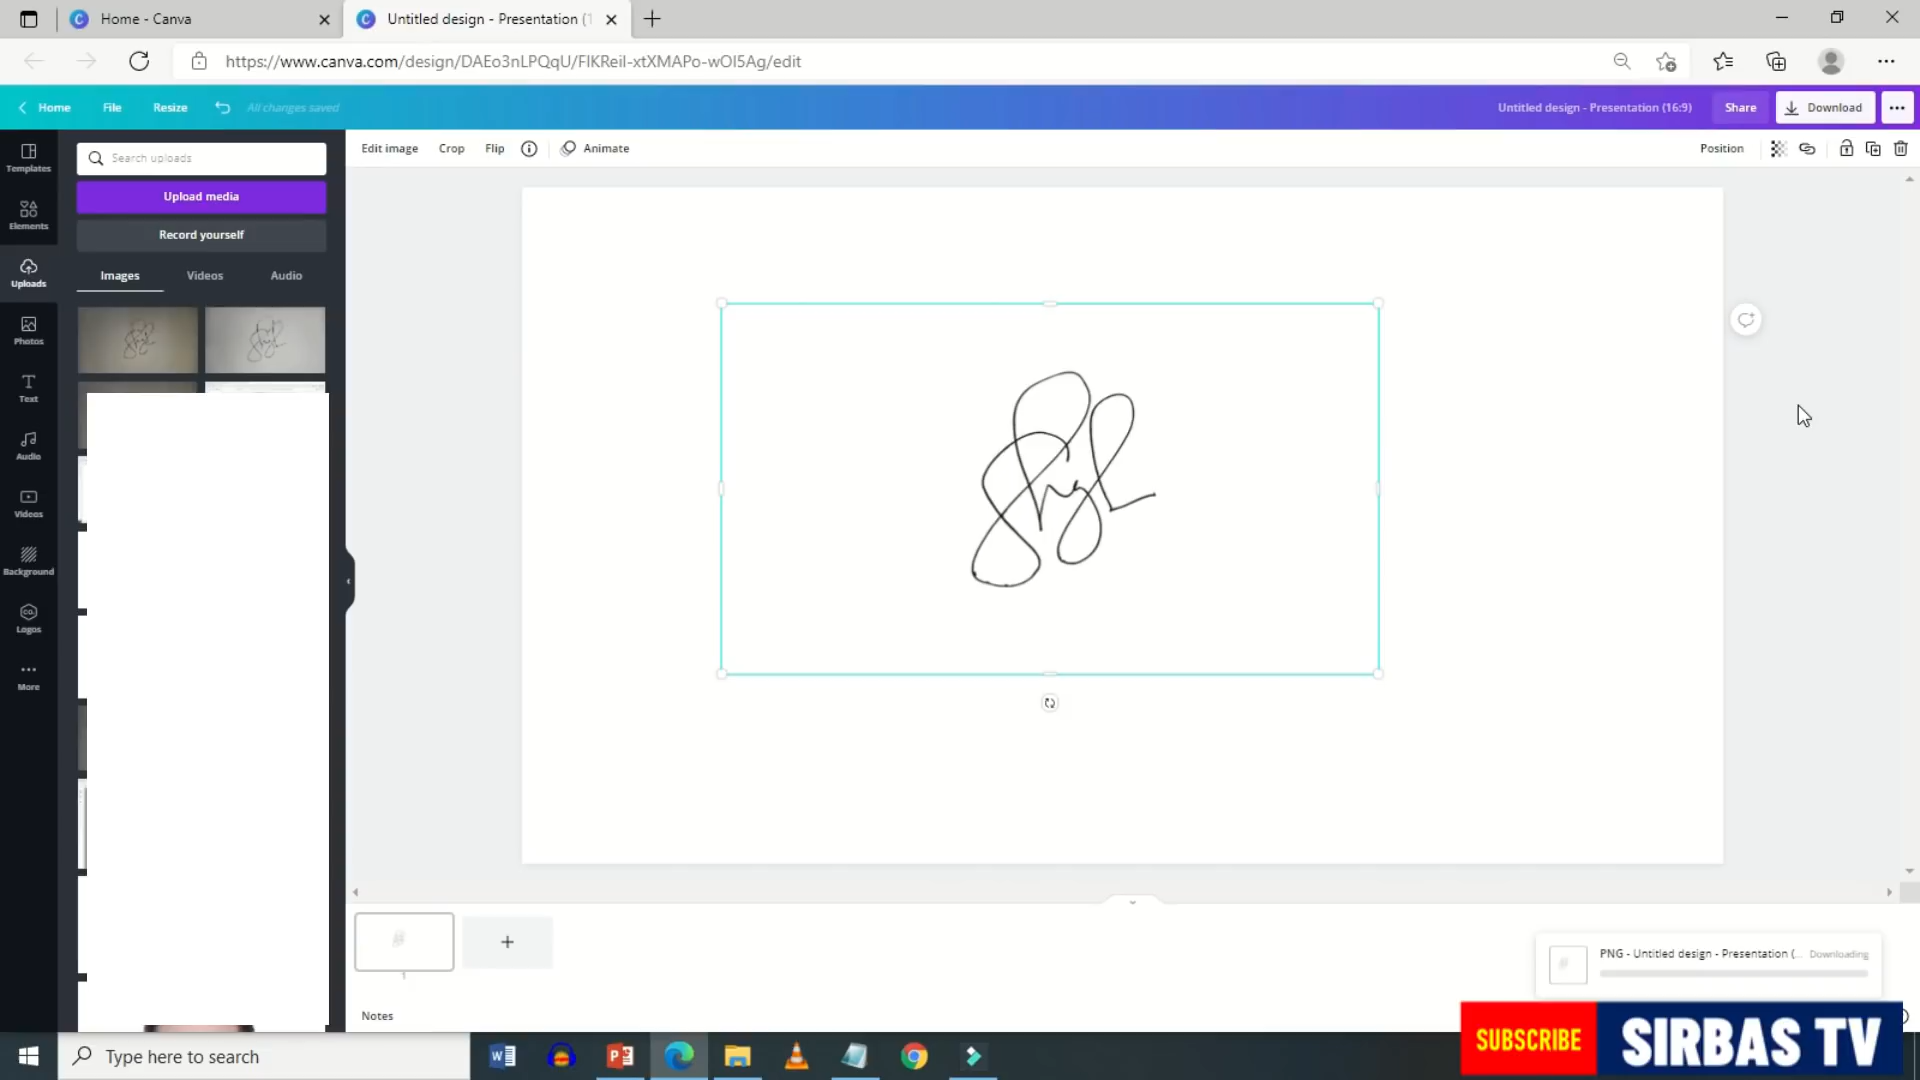 Home - Canva
Untitled design - Presentation (1
https://www.canva.com/design/DAEo3nLPQqU/FIKReil-xtXMAPo-wOI5Ag/edit
Home File Resize All changes saved Untitled design - Presentation (16:9) Share Download
Edit image Crop Flip Animate Position
Templates
Elements
Uploads
Photos
Text
Audio
Videos
Background
CO.
Logos
More
Search uploads
Upload media
Record yourself
Images Videos Audio
1
Notes
PNG - Untitled design - Presentation (... Downloading
SUBSCRIBE SIRBAS TV
Type here to search